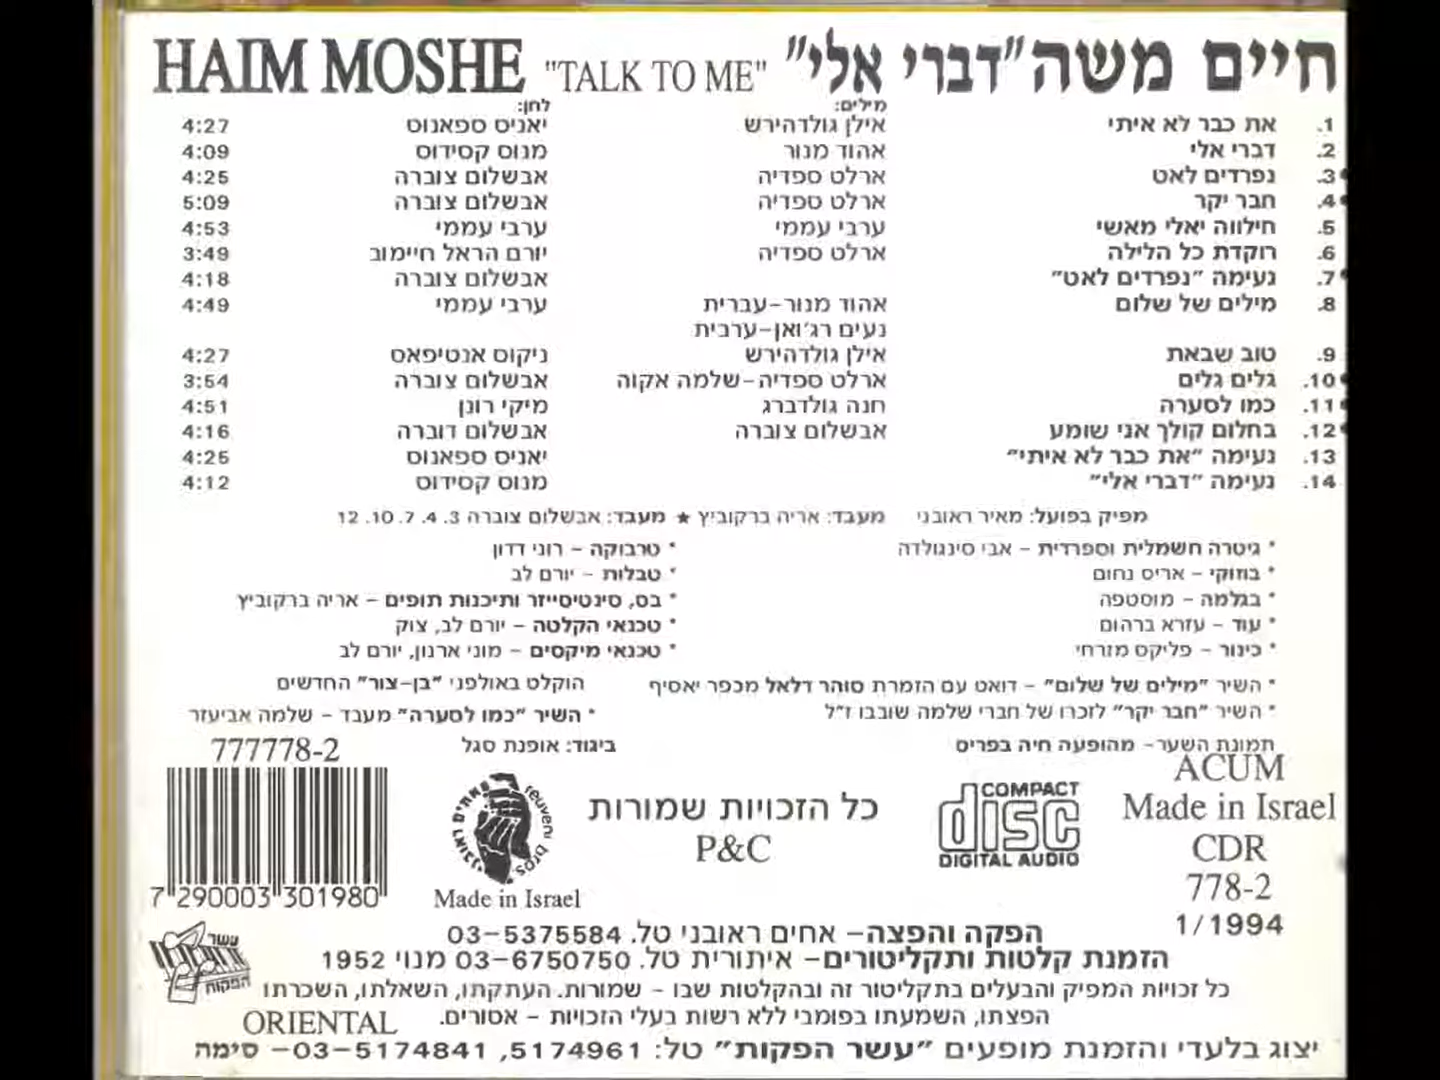 חיים משה "דברי אלי" "TALK TO ME" HAIM MOSHE
מילים: לחן:
1. את כבר לא איתי אילן גולדהירש יאניס ספאנוס 4:27
2. דברי אלי אהוד מנור מנוס קסידוס 4:09
3. נפרדים לאט ארלט ספדיה אבשלום צוברה 4:25
4. חבר יקר ארלט ספדיה אבשלום צוברה 5:09
5. חילווה יאלי מאשי ערבי עממי ערבי עממי 4:53
6. רוקדת כל הלילה ארלט ספדיה יורם הראל חיימוב 3:49
7. נעימה "נפרדים לאט" אבשלום צוברה 4:18
8. מילים של שלום אהוד מנור-עברית ערבי עממי 4:49
נעים רג'ואן-ערבית
9. טוב שבאת אילן גולדהירש ניקוס אנטיפאס 4:27
10. גלים גלים ארלט ספדיה-שלמה אקוה אבשלום צוברה 3:54
11. כמו לסערה חנה גולדברג מיקי רונן 4:51
12. בחלום קולך אני שומע אבשלום צוברה אבשלום דוברה 4:16
13. נעימה "את כבר לא איתי" יאניס ספאנוס 4:25
14. נעימה "דברי אלי" מנוס קסידוס 4:12
מפיק בפועל: מאיר ראובני מעבד: אריה ברקוביץ ★ מעבד: אבשלום צוברה 3. 4. 7. 10. 12
* גיטרה חשמלית וספרדית - אבי סינגולדה
* בוזוקי - אריס נחום
* בגלמה - מוסטפה
* עוד - עזרא ברהום
* כינור - פליקס מזרחי
* טרבוקה - רוני דדון
* טבלות - יורם לב
* בס, סינטיסייזר ותיכנות תופים - אריה ברקוביץ
* טכנאי הקלטה - יורם לב, צוק
* טכנאי מיקסים - מוני ארנון, יורם לב
* השיר "מילים של שלום" - דואט עם הזמרת סוהר דלאל מכפר יאסיף
הוקלט באולפני "בן-צור" החדשים
* השיר "חבר יקר" לזכרו של חברי שלמה שובבו ז"ל
* השיר "כמו לסערה" מעבד - שלמה אביעזר
תמונת השער- מהופעה חיה בפריס
ביגוד: אופנת סגל
777778-2
7 290003 301980
אחים ראובני reuveni bros.
Made in Israel
כל הזכויות שמורות
P&C
COMPACT
disc
DIGITAL AUDIO
ACUM
Made in Israel
CDR
778-2
1/1994
הפקה והפצה- אחים ראובני טל. 03-5375584
הזמנת קלטות ותקליטורים- איתורית טל. 03-6750750 מנוי 1952
כל זכויות המפיק והבעלים בתקליטור זה ובהקלטות שבו - שמורות. העתקתו, השאלתו, השכרתו
הפצתו, השמעתו בפומבי ללא רשות בעלי הזכויות - אסורים.
ORIENTAL
עשר הפקות
יצוג בלעדי והזמנת מופעים "עשר הפקות" טל: 5174961, 03-5174841- סימה